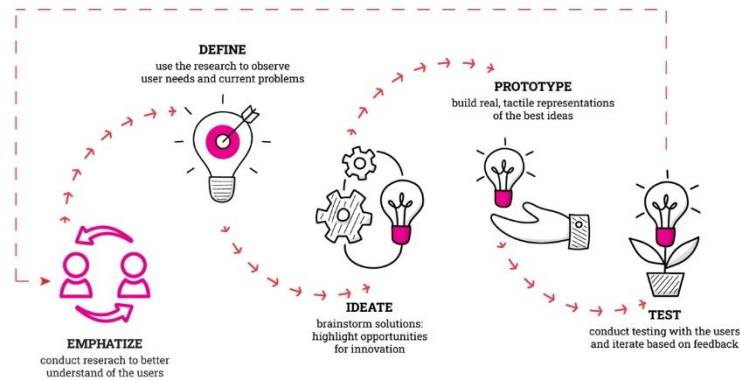 DEFINE
use the research to observe
user needs and current problems
PROTOTYPE
build real, tactile representations
of the best ideas
IDEATE
brainstorm solutions:
highlight opportunities
for innovation
TEST
conduct testing with the users
and iterate based on feedback
EMPHATIZE
conduct reserach to better
understand of the users